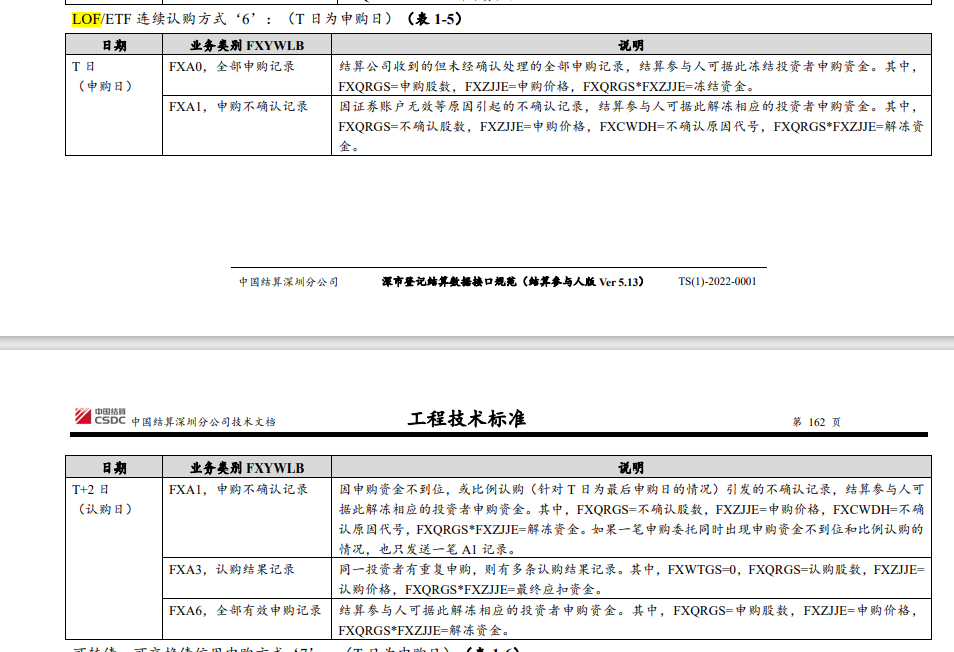 LOF/ETF 连续认购方式‘6’：（T 日为申购日）（表 1-5）
日期 业务类别 FXYWLB 说明
T 日
（申购日）
FXA0，全部申购记录
结算公司收到的但未经确认处理的全部申购记录，结算参与人可据此冻结投资者申购资金。其中，
FXQRGS=申购股数，FXZJJE=申购价格，FXQRGS*FXZJJE=冻结资金。
FXA1，申购不确认记录
因证券账户无效等原因引起的不确认记录，结算参与人可据此解冻相应的投资者申购资金。其中，
FXQRGS=不确认股数，FXZJJE=申购价格，FXCWDH=不确认原因代号，FXQRGS*FXZJJE=解冻资
金。
中国结算深圳分公司 深市登记结算数据接口规范（结算参与人版 Ver 5.13） TS(1)-2022-0001
中国结算
CSDC 中国结算深圳分公司技术文档 工程技术标准 第 162 页
日期 业务类别 FXYWLB 说明
T+2 日
（认购日）
FXA1，申购不确认记录
因申购资金不到位，或比例认购（针对 T 日为最后申购日的情况）引发的不确认记录，结算参与人可
据此解冻相应的投资者申购资金。其中，FXQRGS=不确认股数，FXZJJE=申购价格，FXCWDH=不确
认原因代号，FXQRGS*FXZJJE=解冻资金。如果一笔申购委托同时出现申购资金不到位和比例认购的
情况，也只发送一笔 A1 记录。
FXA3，认购结果记录
同一投资者有重复申购，则有多条认购结果记录。其中，FXWTGS=0，FXQRGS=认购股数，FXZJJE=
认购价格，FXQRGS*FXZJJE=最终应扣资金。
FXA6，全部有效申购记录
结算参与人可据此解冻相应的投资者申购资金。其中，FXQRGS=申购股数，FXZJJE=申购价格，
FXQRGS*FXZJJE=解冻资金。